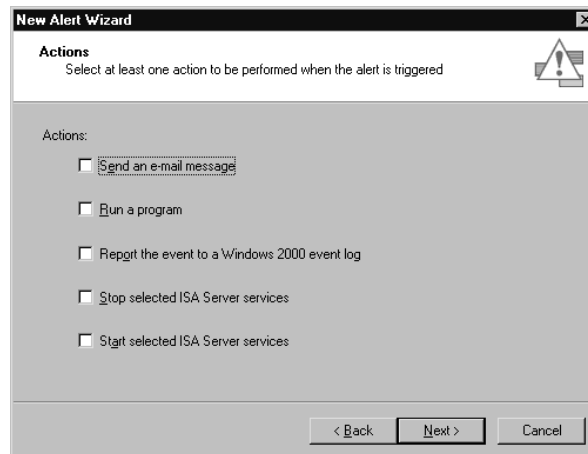 New Alert Wizard
Actions
Select at least one action to be performed when the alert is triggered
Actions:
Send an e-mail message
Run a program
Report the event to a Windows 2000 event log
Stop selected ISA Server services
Start selected ISA Server services
< Back Next > Cancel